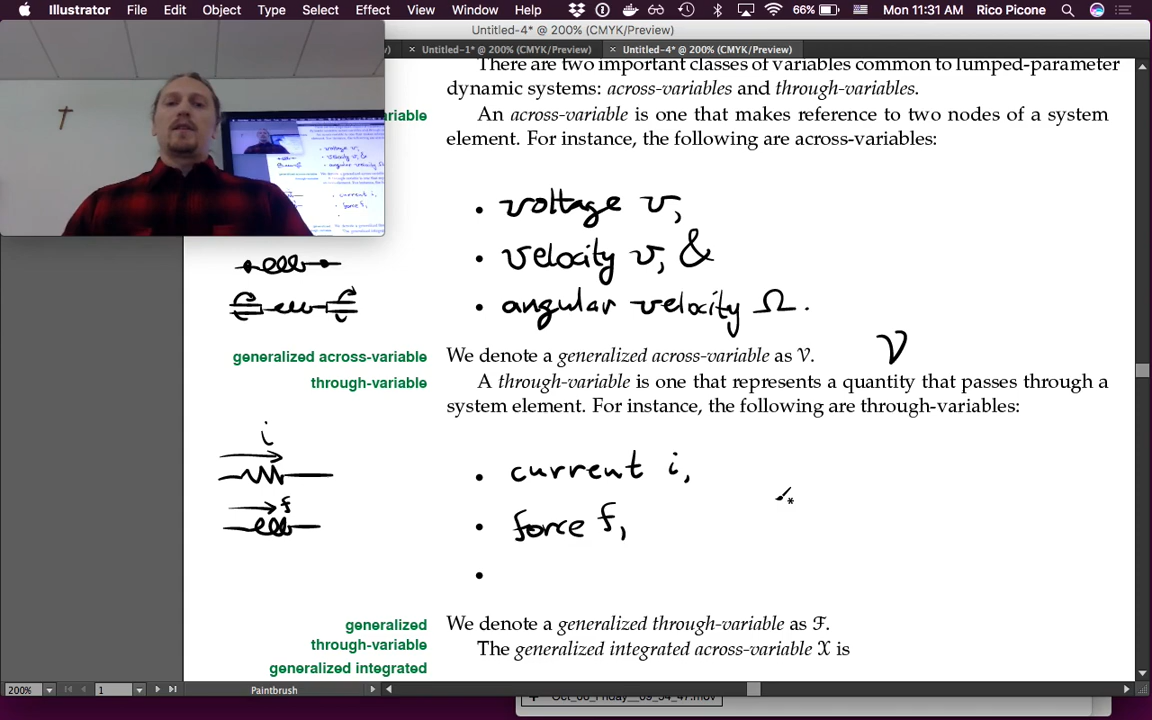 Illustrator File Edit Object Type Select Effect View Window Help 66% Mon 11:31 AM Rico Picone
Untitled-4* @ 200% (CMYK/Preview)
Untitled-1* @ 200% (CMYK/Preview) Untitled-4* @ 200% (CMYK/Preview)
There are two important classes of variables common to lumped-parameter
dynamic systems: across-variables and through-variables.
An across-variable is one that makes reference to two nodes of a system
element. For instance, the following are across-variables:
• voltage v,
• velocity v, &
• angular velocity Ω.
generalized across-variable
We denote a generalized across-variable as 𝒱.
𝒱
through-variable
A through-variable is one that represents a quantity that passes through a
system element. For instance, the following are through-variables:
i
• current i,
f
• force f,
•
generalized
through-variable
We denote a generalized through-variable as ℱ.
The generalized integrated across-variable 𝒳 is
generalized integrated
200% 1 Paintbrush